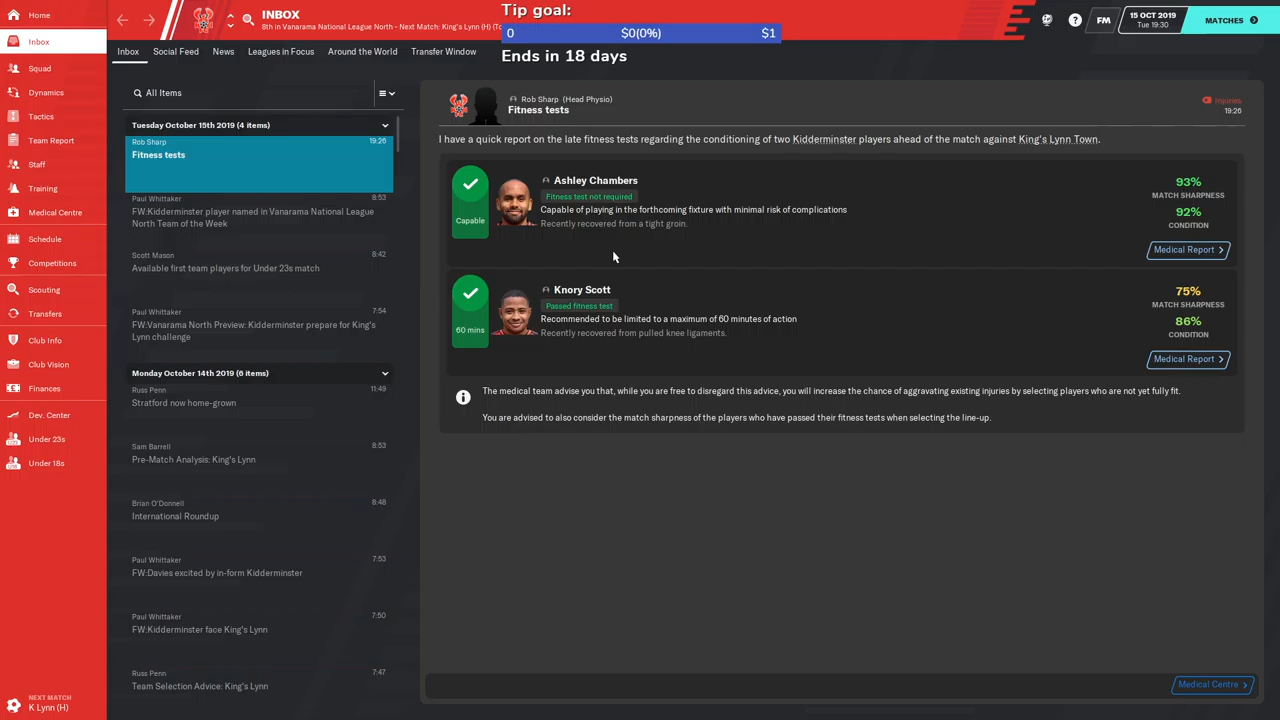 Home
Inbox
Squad
Dynamics
Tactics
Team Report
Staff
Training
Medical Centre
Schedule
Competitions
Scouting
Transfers
Club Info
Club Vision
Finances
Dev. Center
Under 23s
Under 18s
NEXT MATCH
K Lynn (H)
INBOX
8th in Vanarama National League North - Next Match: King's Lynn (H) (To
Tip goal:
0 $0(0%) $1
Ends in 18 days
?
FM
15 OCT 2019
Tue 19:30
MATCHES
Inbox
Social Feed
News
Leagues in Focus
Around the World
Transfer Window
All Items
Tuesday October 15th 2019 (4 items)
Rob Sharp 19:26
Fitness tests
Paul Whittaker 8:53
FW:Kidderminster player named in Vanarama National League
North Team of the Week
Scott Mason 8:42
Available first team players for Under 23s match
Paul Whittaker 7:54
FW:Vanarama North Preview: Kidderminster prepare for King's
Lynn challenge
Monday October 14th 2019 (6 items)
Russ Penn 11:49
Stratford now home-grown
Sam Barrell 8:53
Pre-Match Analysis: King's Lynn
Brian O'Donnell 8:48
International Roundup
Paul Whittaker 7:53
FW:Davies excited by in-form Kidderminster
Paul Whittaker 7:50
FW:Kidderminster face King's Lynn
Russ Penn 7:47
Team Selection Advice: King's Lynn
Rob Sharp (Head Physio)
Fitness tests
Injuries
19:26
I have a quick report on the late fitness tests regarding the conditioning of two Kidderminster players ahead of the match against King's Lynn Town.
Capable
Ashley Chambers
Fitness test not required
Capable of playing in the forthcoming fixture with minimal risk of complications
Recently recovered from a tight groin.
93%
MATCH SHARPNESS
92%
CONDITION
Medical Report
60 mins
Knory Scott
Passed fitness test
Recommended to be limited to a maximum of 60 minutes of action
Recently recovered from pulled knee ligaments.
75%
MATCH SHARPNESS
86%
CONDITION
Medical Report
The medical team advise you that, while you are free to disregard this advice, you will increase the chance of aggravating existing injuries by selecting players who are not yet fully fit.
You are advised to also consider the match sharpness of the players who have passed their fitness tests when selecting the line-up.
Medical Centre